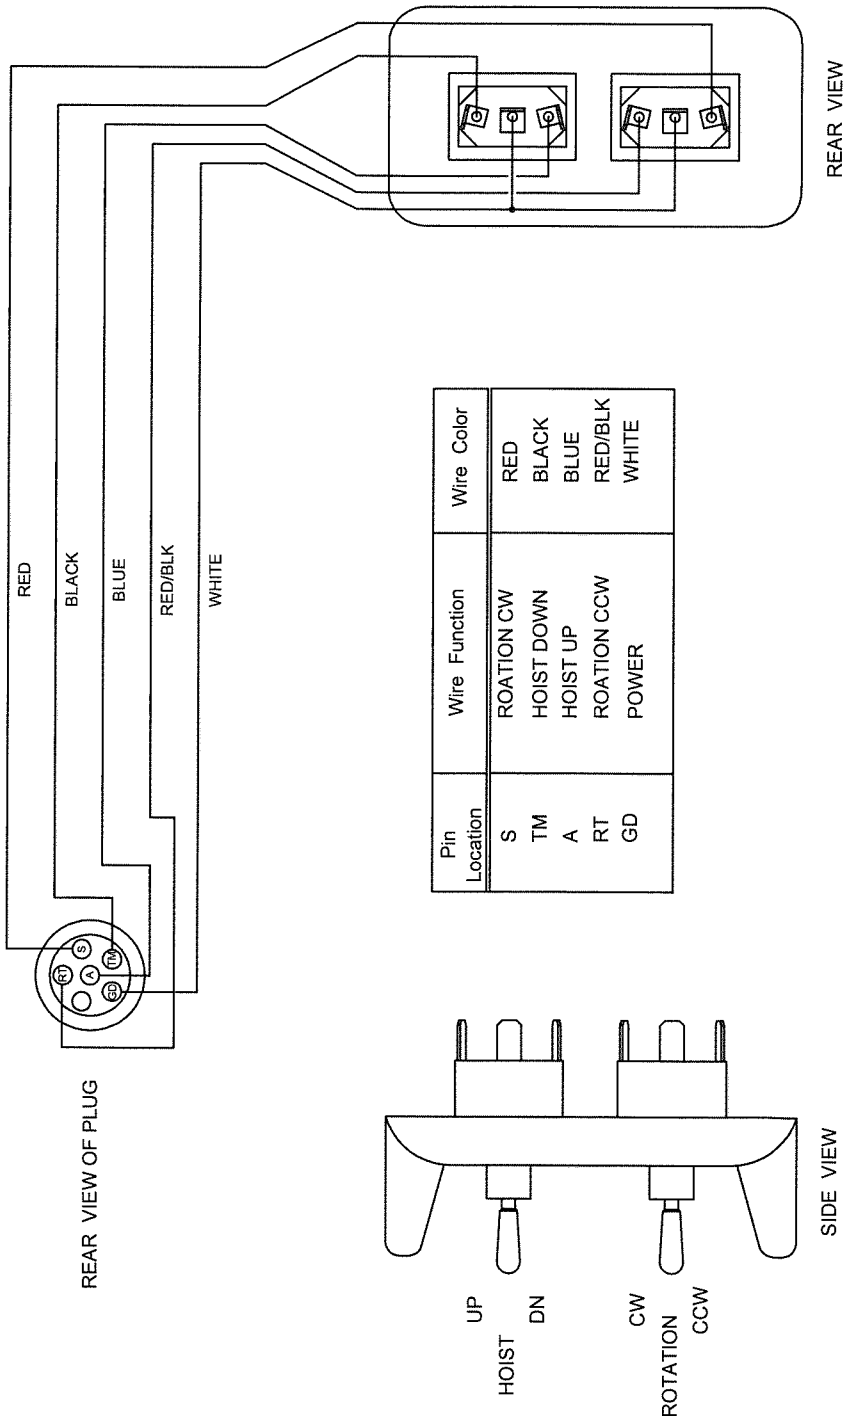 RED
BLACK
BLUE
RED/BLK
WHITE
S
TM
RT
A
GD
REAR VIEW OF PLUG
REAR VIEW
Pin Location Wire Function Wire Color
S ROATION CW RED
TM HOIST DOWN BLACK
A HOIST UP BLUE
RT ROATION CCW RED/BLK
GD POWER WHITE
UP
HOIST
DN
CW
ROTATION
CCW
SIDE VIEW